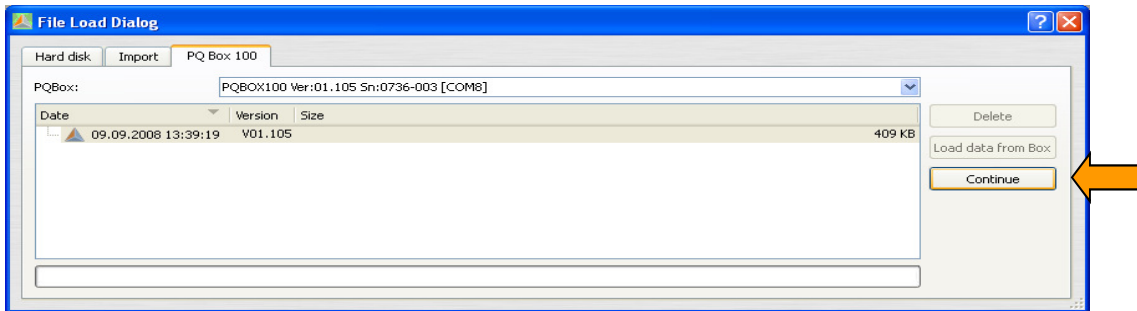 File Load Dialog
Hard disk Import PQ Box 100
PQBox: PQBOX100 Ver:01.105 Sn:0736-003 [COM8]
Date Version Size
09.09.2008 13:39:19 V01.105 409 KB
Delete
Load data from Box
Continue